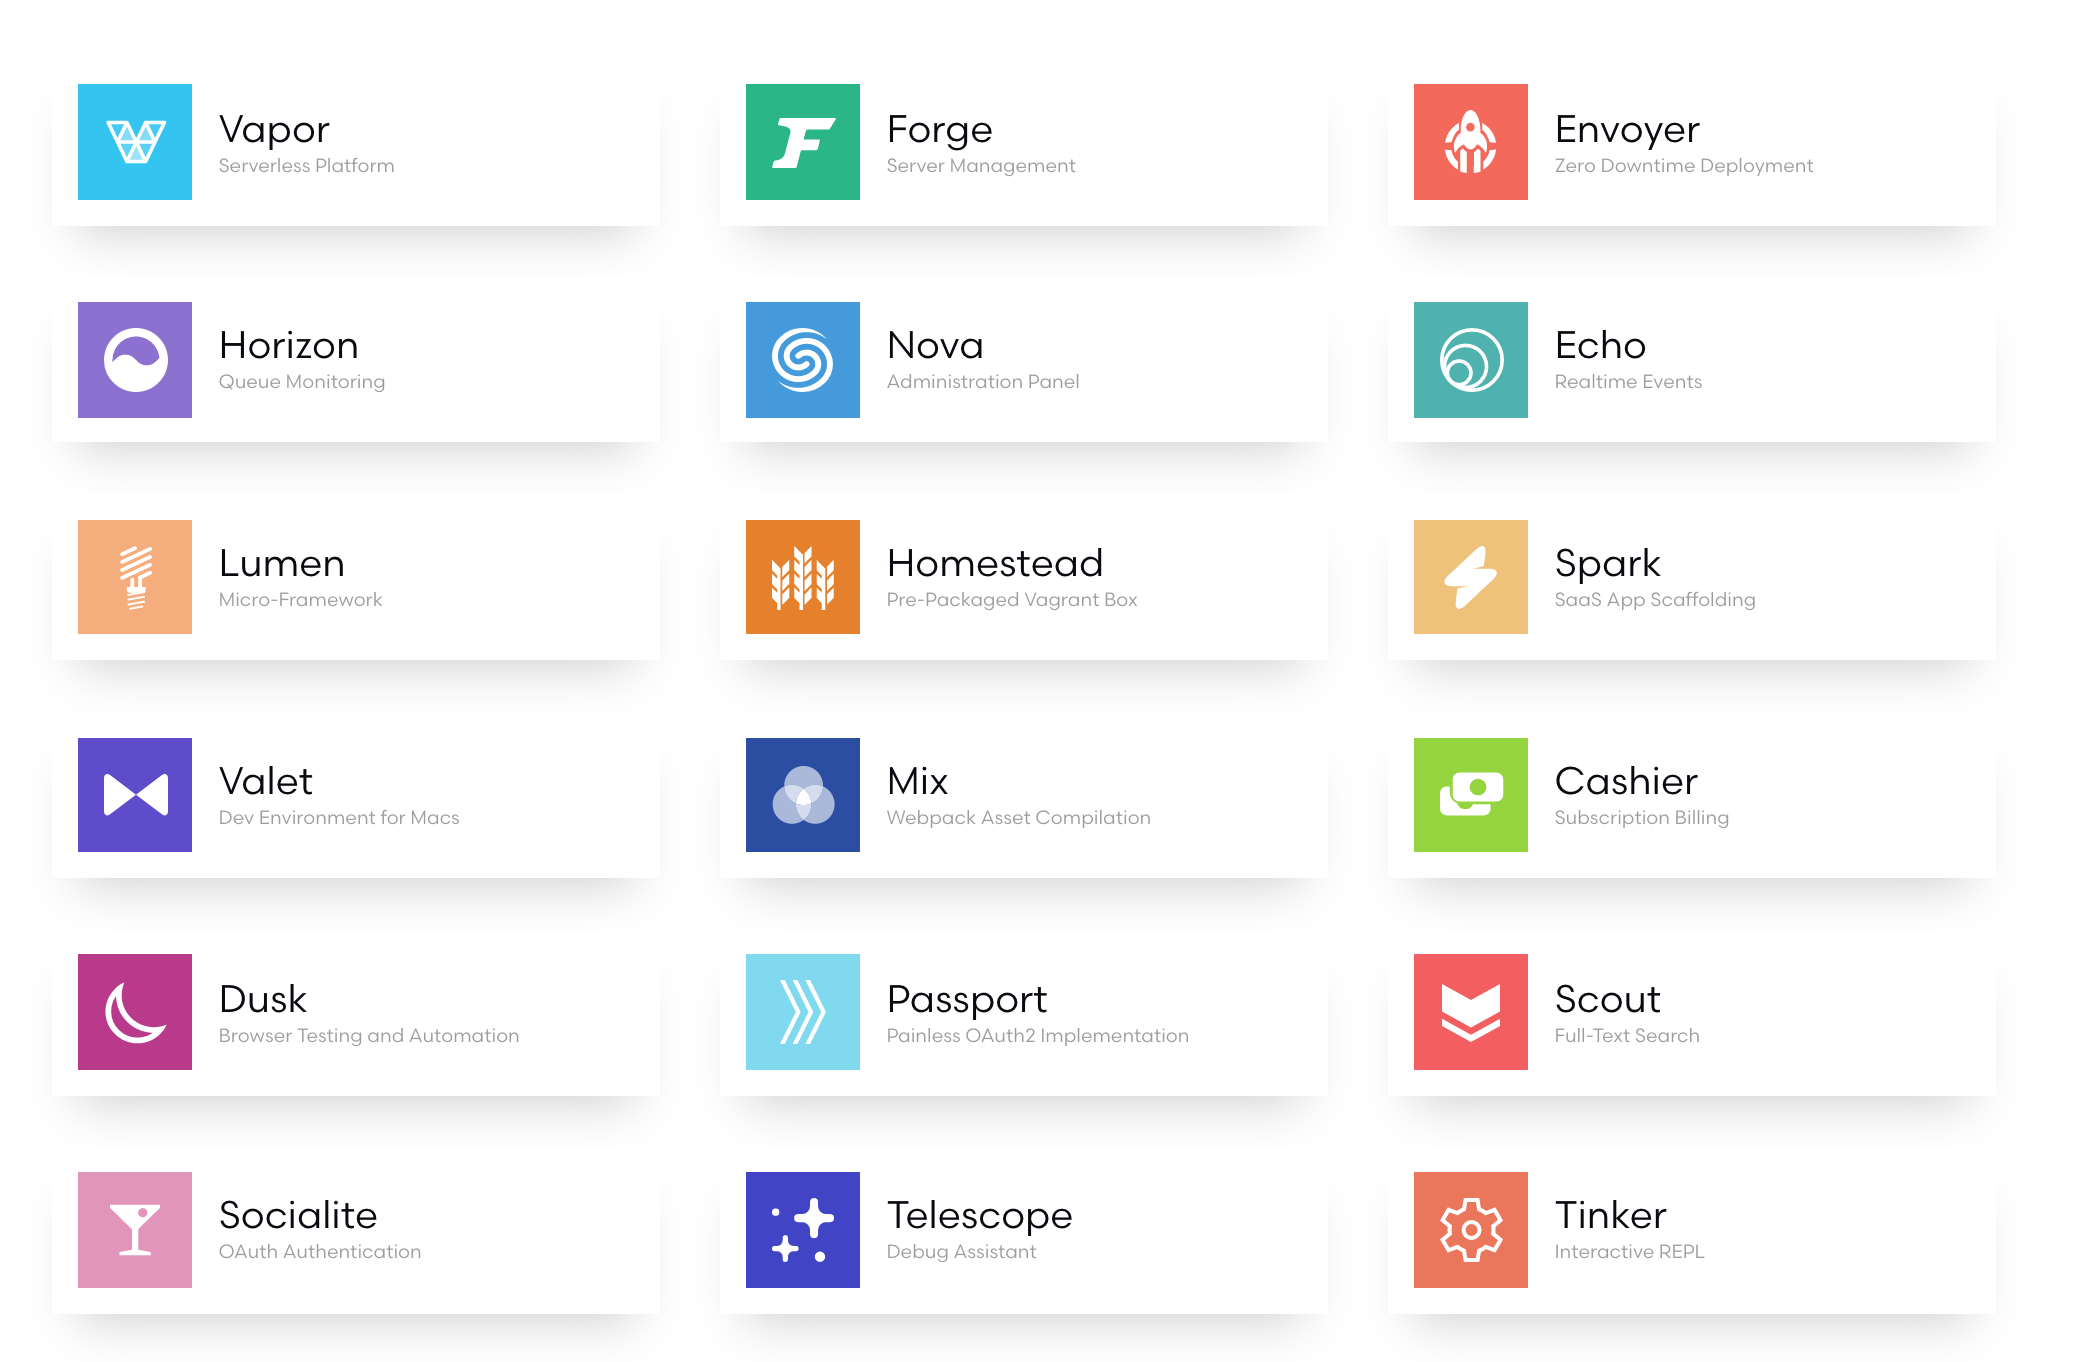 Vapor
Serverless Platform
Forge
Server Management
Envoyer
Zero Downtime Deployment
Horizon
Queue Monitoring
Nova
Administration Panel
Echo
Realtime Events
Lumen
Micro-Framework
Homestead
Pre-Packaged Vagrant Box
Spark
SaaS App Scaffolding
Valet
Dev Environment for Macs
Mix
Webpack Asset Compilation
Cashier
Subscription Billing
Dusk
Browser Testing and Automation
Passport
Painless OAuth2 Implementation
Scout
Full-Text Search
Socialite
OAuth Authentication
Telescope
Debug Assistant
Tinker
Interactive REPL